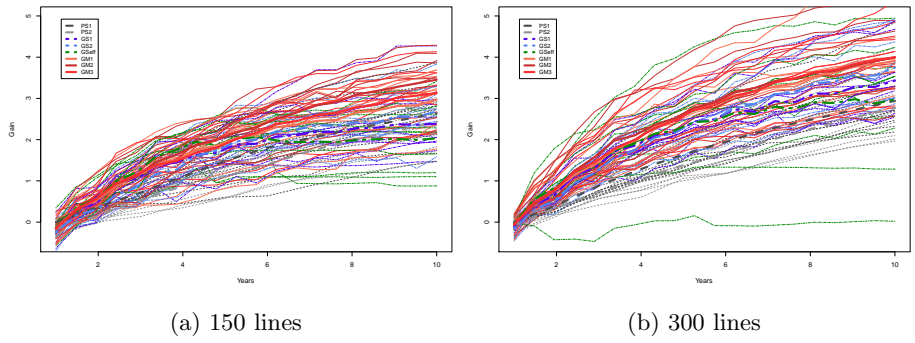 PS1
PS2
GS1
GS2
GSeff
GM1
GM2
GM3
Gain
5
4
3
2
1
0
2
4
6
8
10
Years
(a) 150 lines
PS1
PS2
GS1
GS2
GSeff
GM1
GM2
GM3
Gain
5
4
3
2
1
0
2
4
6
8
10
Years
(b) 300 lines